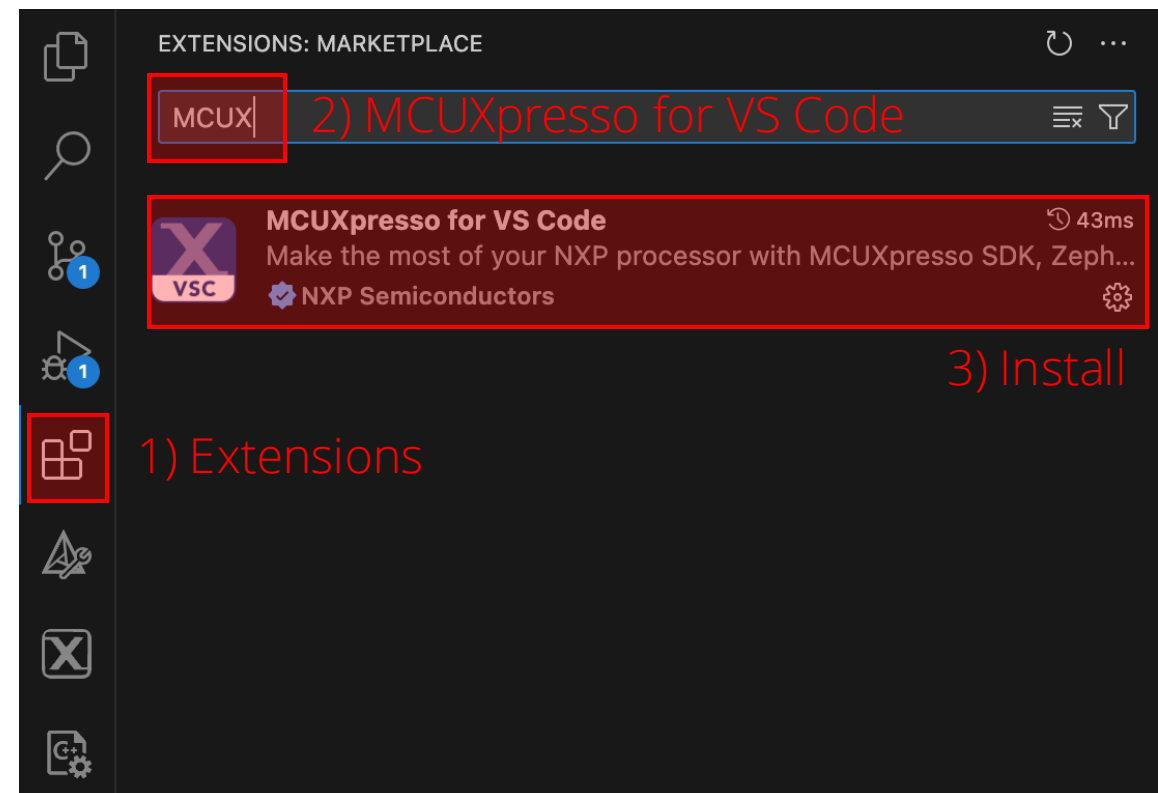 EXTENSIONS: MARKETPLACE
MCUX
2) MCUXpresso for VS Code
MCUXpresso for VS Code
43ms
Make the most of your NXP processor with MCUXpresso SDK, Zeph...
VSC
NXP Semiconductors
1
3) Install
1
1) Extensions
X
C++